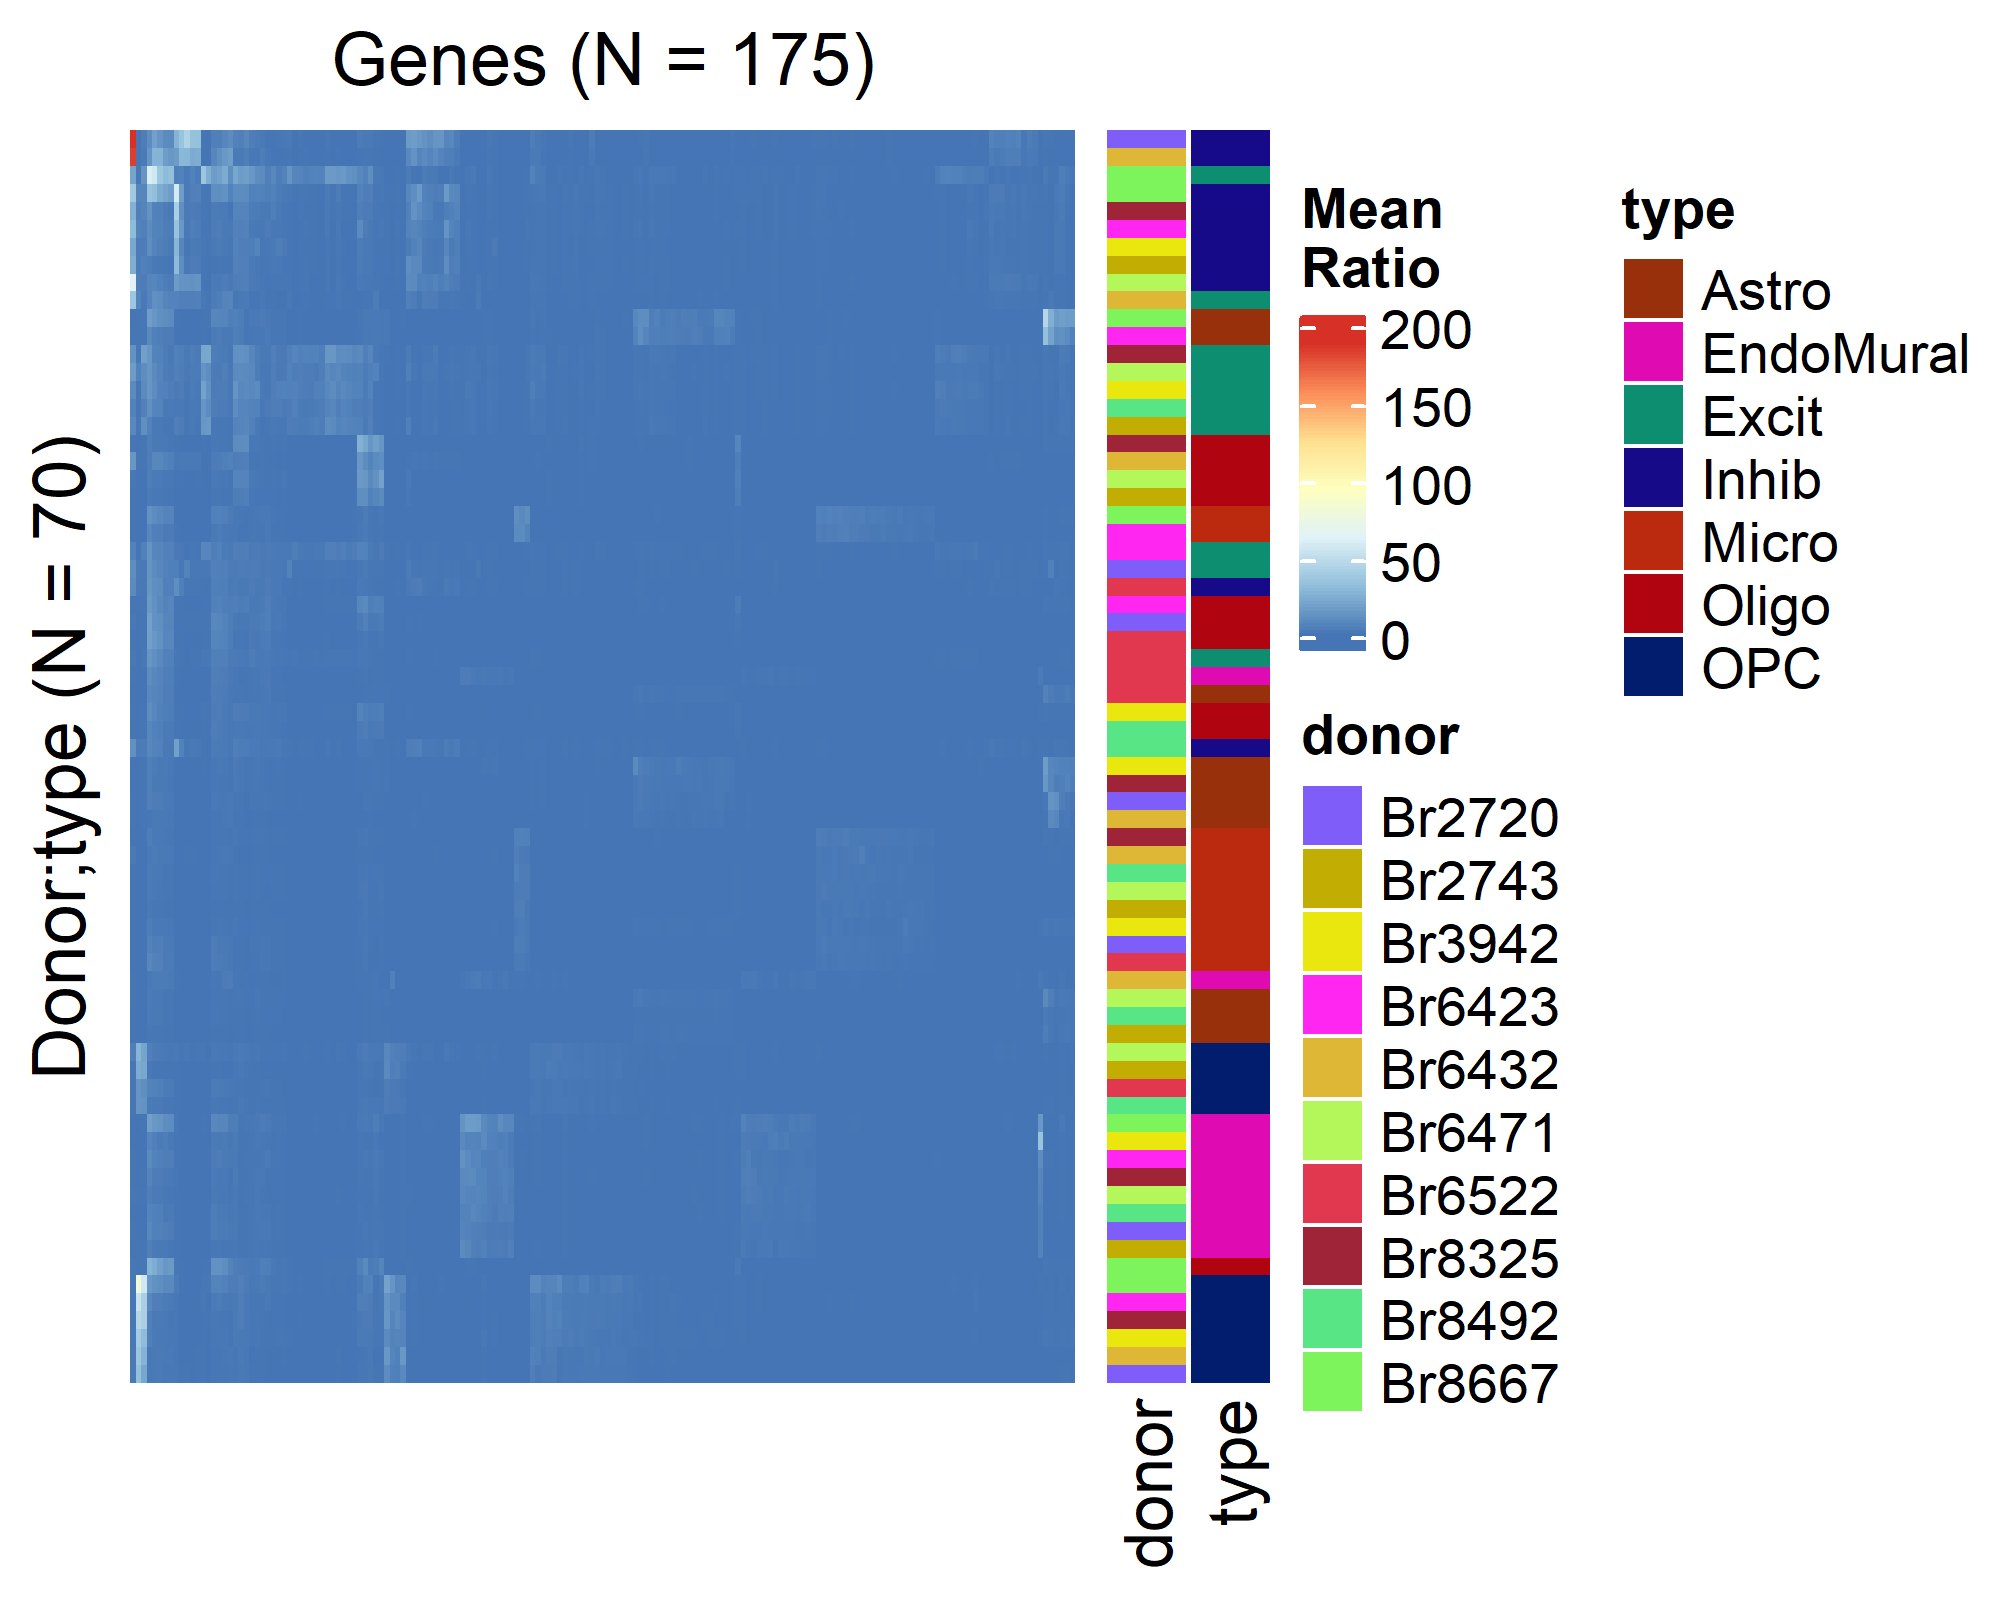 Genes (N = 175)
Donor;type (N = 70)
donor
type
Mean
Ratio
200
150
100
50
0
type
Astro
EndoMural
Excit
Inhib
Micro
Oligo
OPC
donor
Br2720
Br2743
Br3942
Br6423
Br6432
Br6471
Br6522
Br8325
Br8492
Br8667